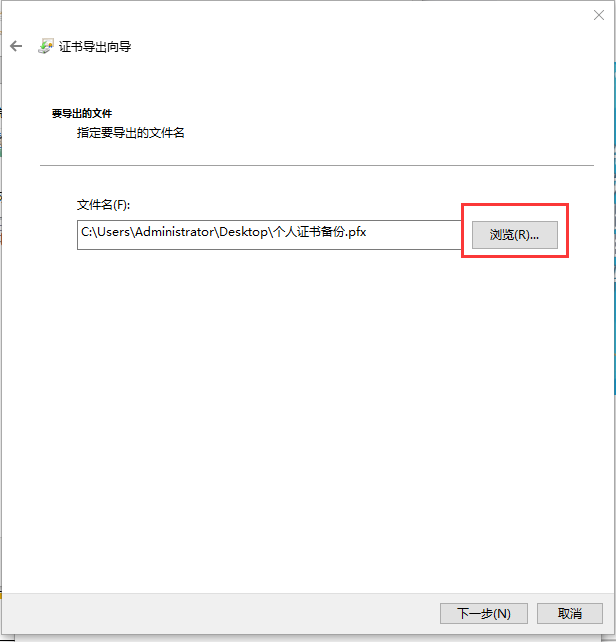 证书导出向导
要导出的文件
指定要导出的文件名
文件名(F):
C:\Users\Administrator\Desktop\个人证书备份.pfx
浏览(R)...
下一步(N)
取消